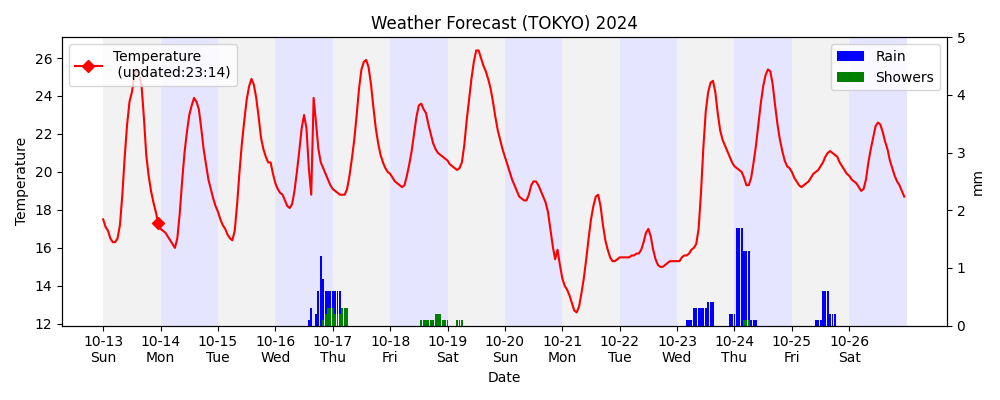 Weather Forecast (TOKYO) 2024
Temperature
(updated:23:14)
Rain
Showers
Temperature
26
24
22
20
18
16
14
12
5
4
3
2
1
0
mm
10-13 10-14 10-15 10-16 10-17 10-18 10-19 10-20 10-21 10-22 10-23 10-24 10-25 10-26
Sun Mon Tue Wed Thu Fri Sat Sun Mon Tue Wed Thu Fri Sat
Date